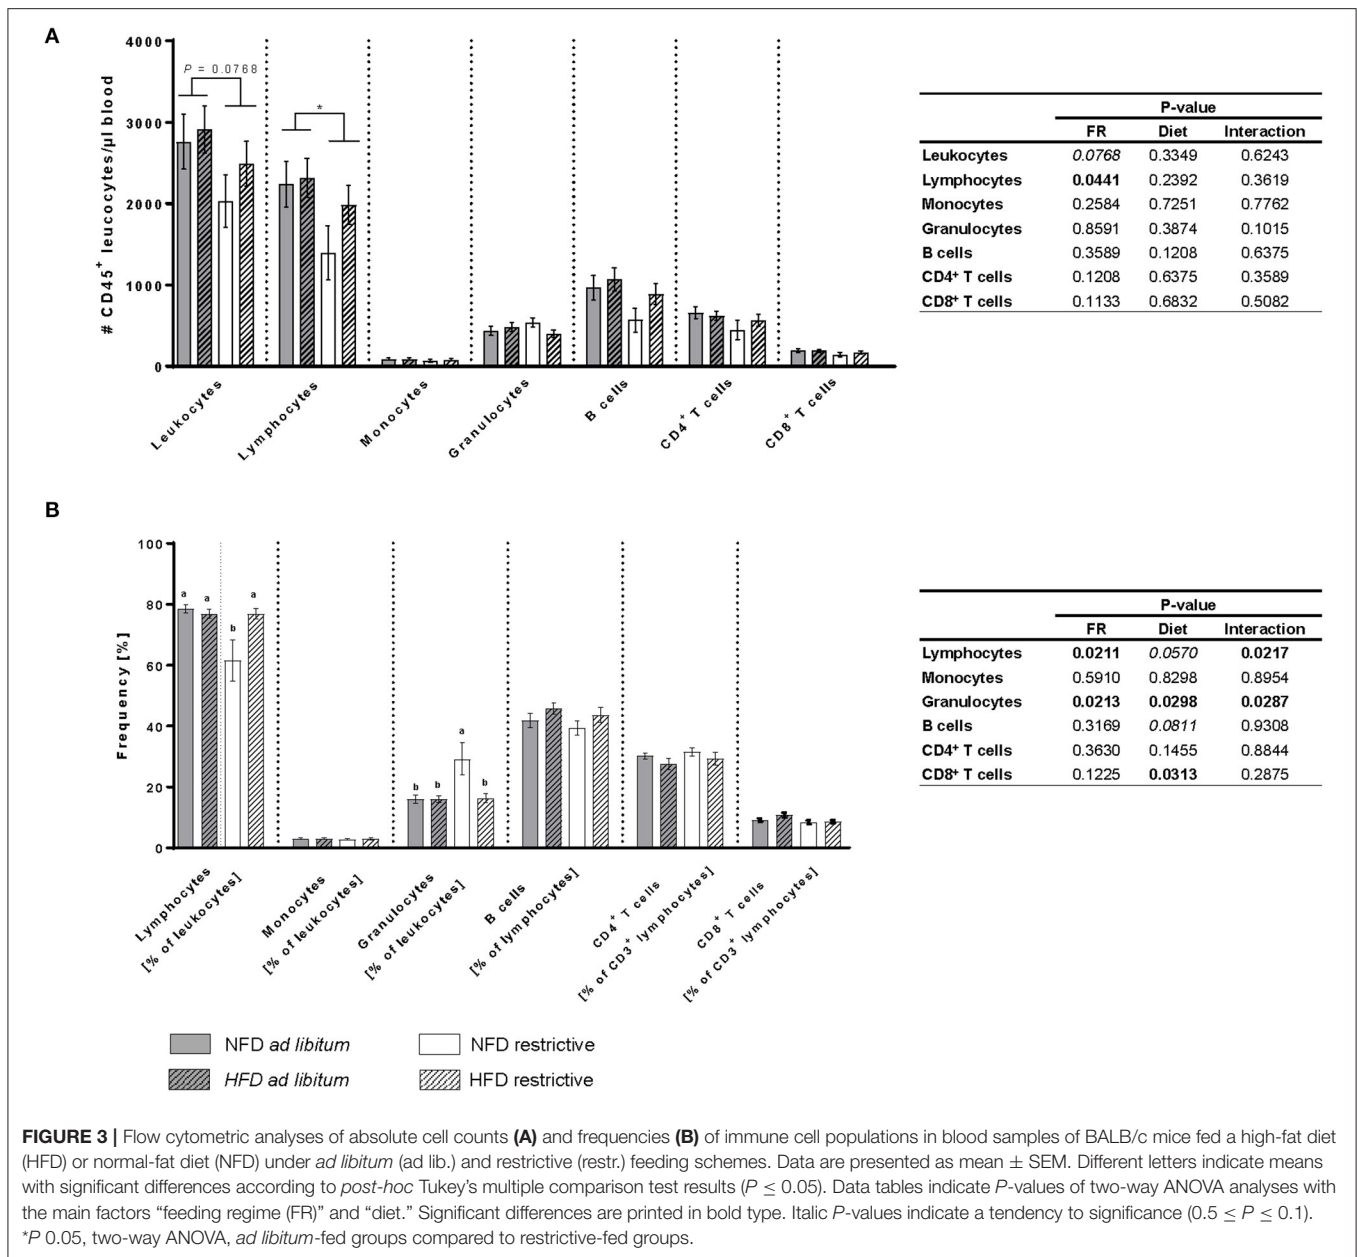 A
4000
3000
2000
1000
0
# CD45+ leucocytes/µl blood
P = 0.0768
*
Leukocytes
Lymphocytes
Monocytes
Granulocytes
B cells
CD4+ T cells
CD8+ T cells
P-value
FR Diet Interaction
Leukocytes 0.0768 0.3349 0.6243
Lymphocytes 0.0441 0.2392 0.3619
Monocytes 0.2584 0.7251 0.7762
Granulocytes 0.8591 0.3874 0.1015
B cells 0.3589 0.1208 0.6375
CD4+ T cells 0.1208 0.6375 0.3589
CD8+ T cells 0.1133 0.6832 0.5082
B
100
80
60
40
20
0
Frequency [%]
a a b a
b b a b
Lymphocytes
[% of leukocytes]
Monocytes
[% of leukocytes]
Granulocytes
[% of leukocytes]
B cells
[% of lymphocytes]
CD4+ T cells
[% of CD3+ lymphocytes]
CD8+ T cells
[% of CD3+ lymphocytes]
P-value
FR Diet Interaction
Lymphocytes 0.0211 0.0570 0.0217
Monocytes 0.5910 0.8298 0.8954
Granulocytes 0.0213 0.0298 0.0287
B cells 0.3169 0.0811 0.9308
CD4+ T cells 0.3630 0.1455 0.8844
CD8+ T cells 0.1225 0.0313 0.2875
NFD ad libitum NFD restrictive
HFD ad libitum HFD restrictive
FIGURE 3 | Flow cytometric analyses of absolute cell counts (A) and frequencies (B) of immune cell populations in blood samples of BALB/c mice fed a high-fat diet
(HFD) or normal-fat diet (NFD) under ad libitum (ad lib.) and restrictive (restr.) feeding schemes. Data are presented as mean ± SEM. Different letters indicate means
with significant differences according to post-hoc Tukey's multiple comparison test results (P ≤ 0.05). Data tables indicate P-values of two-way ANOVA analyses with
the main factors “feeding regime (FR)” and “diet.” Significant differences are printed in bold type. Italic P-values indicate a tendency to significance (0.5 ≤ P ≤ 0.1).
*P 0.05, two-way ANOVA, ad libitum-fed groups compared to restrictive-fed groups.